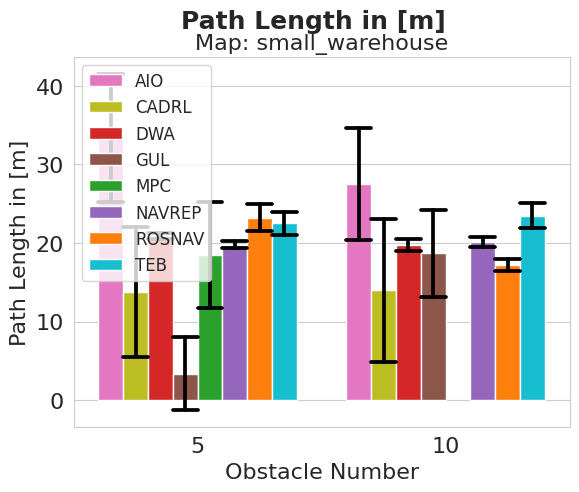 Path Length in [m]
Map: small_warehouse
Path Length in [m]
40
30
20
10
0
AIO
CADRL
DWA
GUL
MPC
NAVREP
ROSNAV
TEB
5
10
Obstacle Number